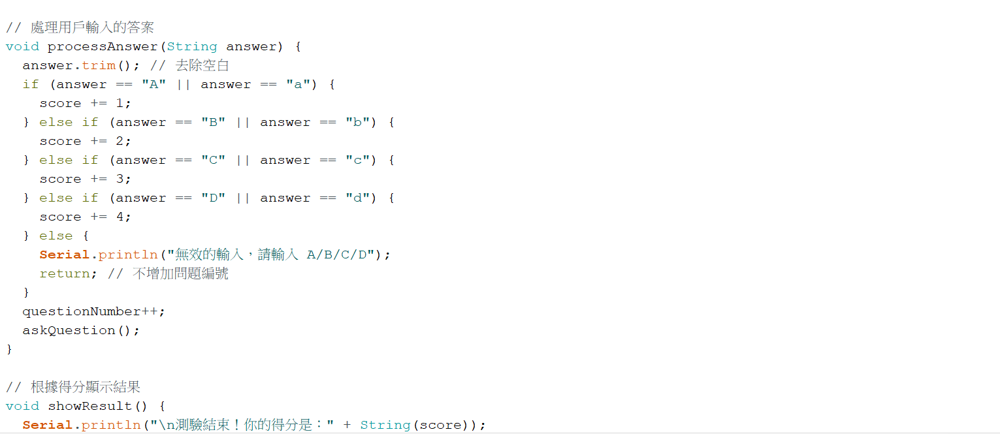 // 處理用戶輸入的答案
void processAnswer(String answer) {
  answer.trim(); // 去除空白
  if (answer == "A" || answer == "a") {
    score += 1;
  } else if (answer == "B" || answer == "b") {
    score += 2;
  } else if (answer == "C" || answer == "c") {
    score += 3;
  } else if (answer == "D" || answer == "d") {
    score += 4;
  } else {
    Serial.println("無效的輸入，請輸入 A/B/C/D");
    return; // 不增加問題編號
  }
  questionNumber++;
  askQuestion();
}

// 根據得分顯示結果
void showResult() {
  Serial.println("\n測驗結束！你的得分是：" + String(score));